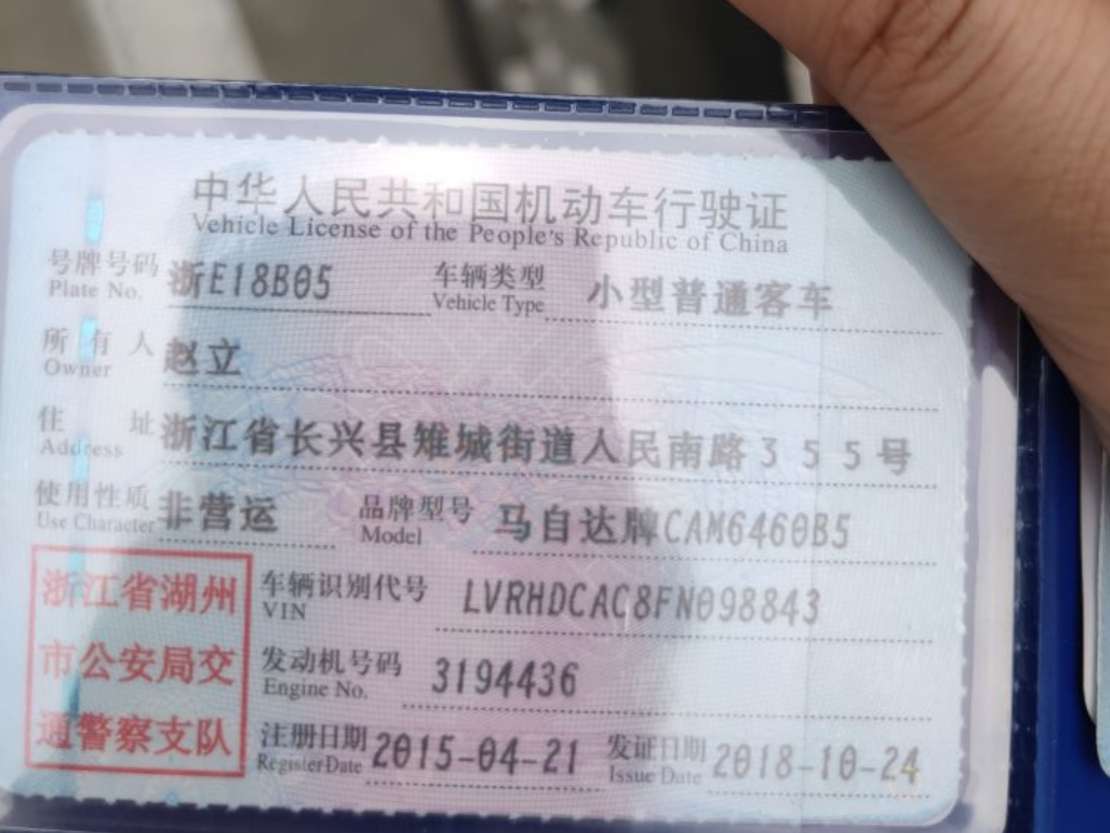 中华人民共和国机动车行驶证
Vehicle License of the People's Republic of China
号牌号码 浙E18B05 车辆类型 小型普通客车
Plate No. Vehicle Type
所有人 赵立
Owner
住址 浙江省长兴县雉城街道人民南路355号
Address
使用性质 非营运 品牌型号 马自达牌CAM6460B5
Use Character Model
浙江省湖州 车辆识别代号 LVRHDCAC8FN098843
VIN
市公安局交 发动机号码 3194436
Engine No.
通警察支队 注册日期 2015-04-21 发证日期 2018-10-24
Register Date Issue Date